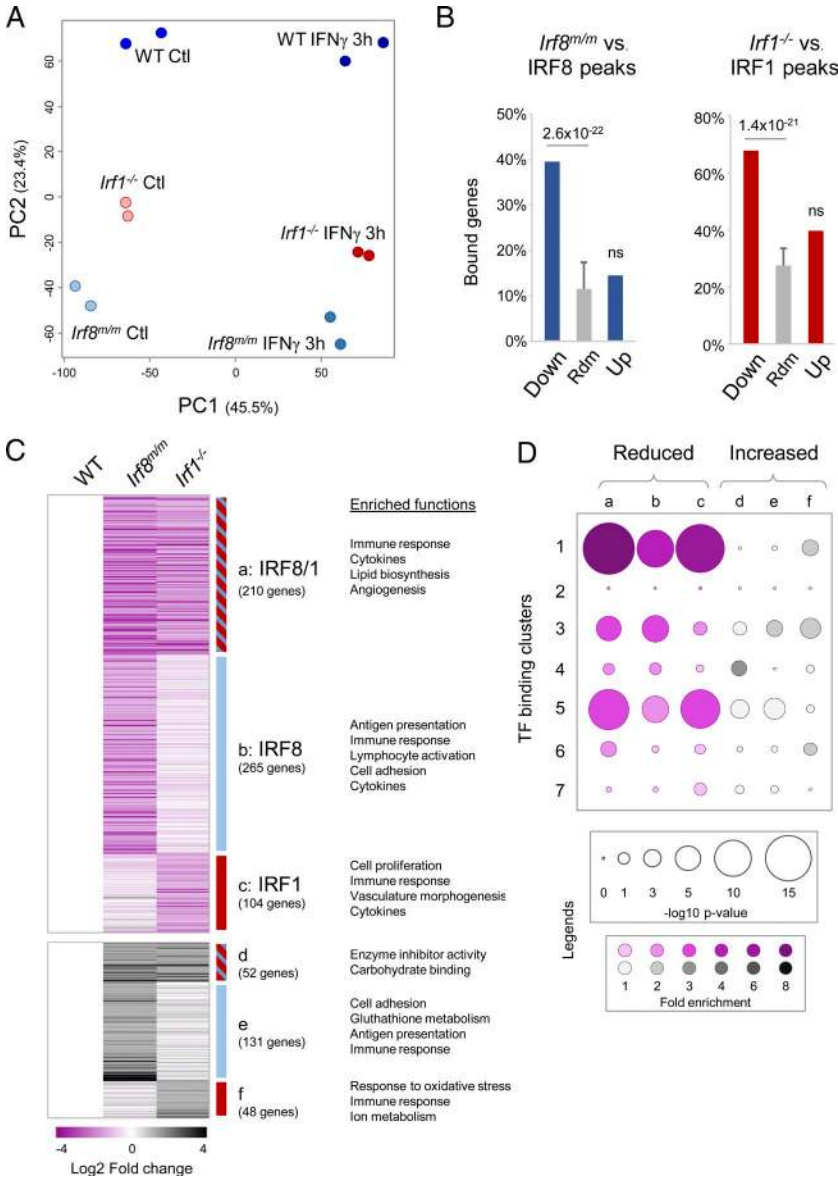 A
WT Ctl
WT IFNγ 3h
Irf1-/- Ctl
Irf1-/- IFNγ 3h
Irf8m/m Ctl
Irf8m/m IFNγ 3h
60
40
20
0
-20
-40
-60
PC2 (23.4%)
-100
-50
0
50
PC1 (45.5%)
B
Irf8m/m vs.
IRF8 peaks
Irf1-/- vs.
IRF1 peaks
50%
40%
30%
20%
10%
0%
2.6x10-22
ns
Bound genes
Down
Rdm
Up
80%
60%
40%
20%
0%
1.4x10-21
ns
Down
Rdm
Up
C
WT
Irf8m/m
Irf1-/-
Enriched functions
a: IRF8/1
(210 genes)
Immune response
Cytokines
Lipid biosynthesis
Angiogenesis
b: IRF8
(265 genes)
Antigen presentation
Immune response
Lymphocyte activation
Cell adhesion
Cytokines
c: IRF1
(104 genes)
Cell proliferation
Immune response
Vasculature morphogenesis
Cytokines
d
(52 genes)
Enzyme inhibitor activity
Carbohydrate binding
e
(131 genes)
Cell adhesion
Gluthathione metabolism
Antigen presentation
Immune response
f
(48 genes)
Response to oxidative stress
Immune response
Ion metabolism
-4 0 4
Log2 Fold change
D
Reduced Increased
a b c d e f
1
2
3
4
5
6
7
TF binding clusters
Legends
0 1 3 5 10 15
-log10 p-value
1 2 3 4 6 8
Fold enrichment